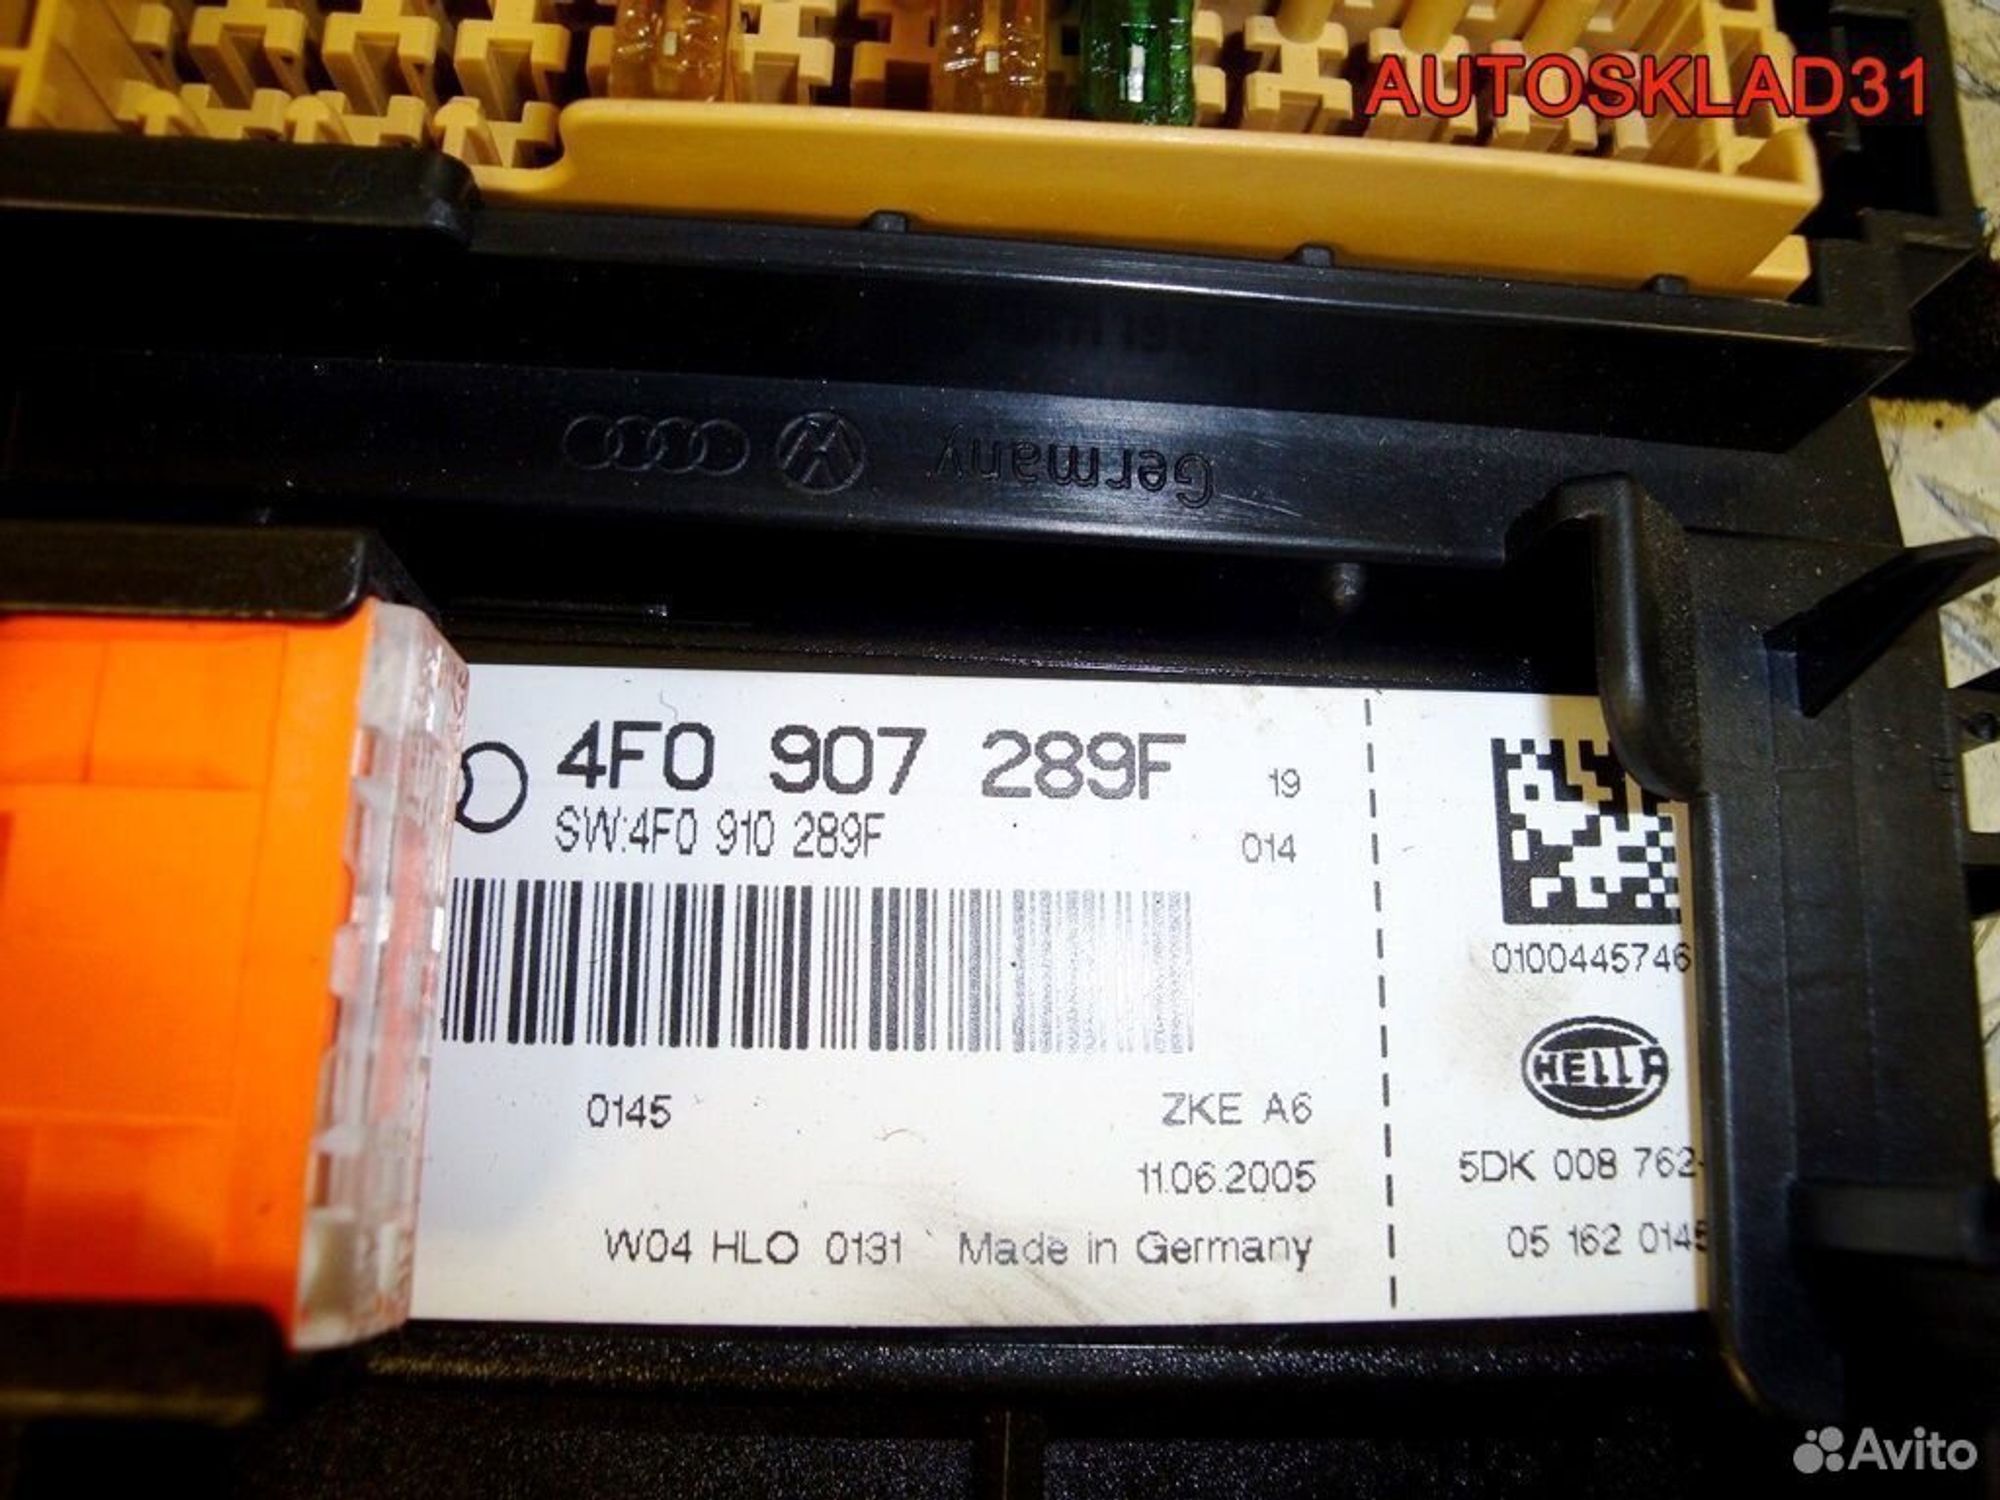 AUTOSKLAD31
Germany
4F0 907 289F
19
SW:4F0 910 289F
014
0100445746
HELLA
0145
ZKE A6
11.06.2005
5DK 008 762-
W04 HLO 0131 Made in Germany
05 162 0145
Avito